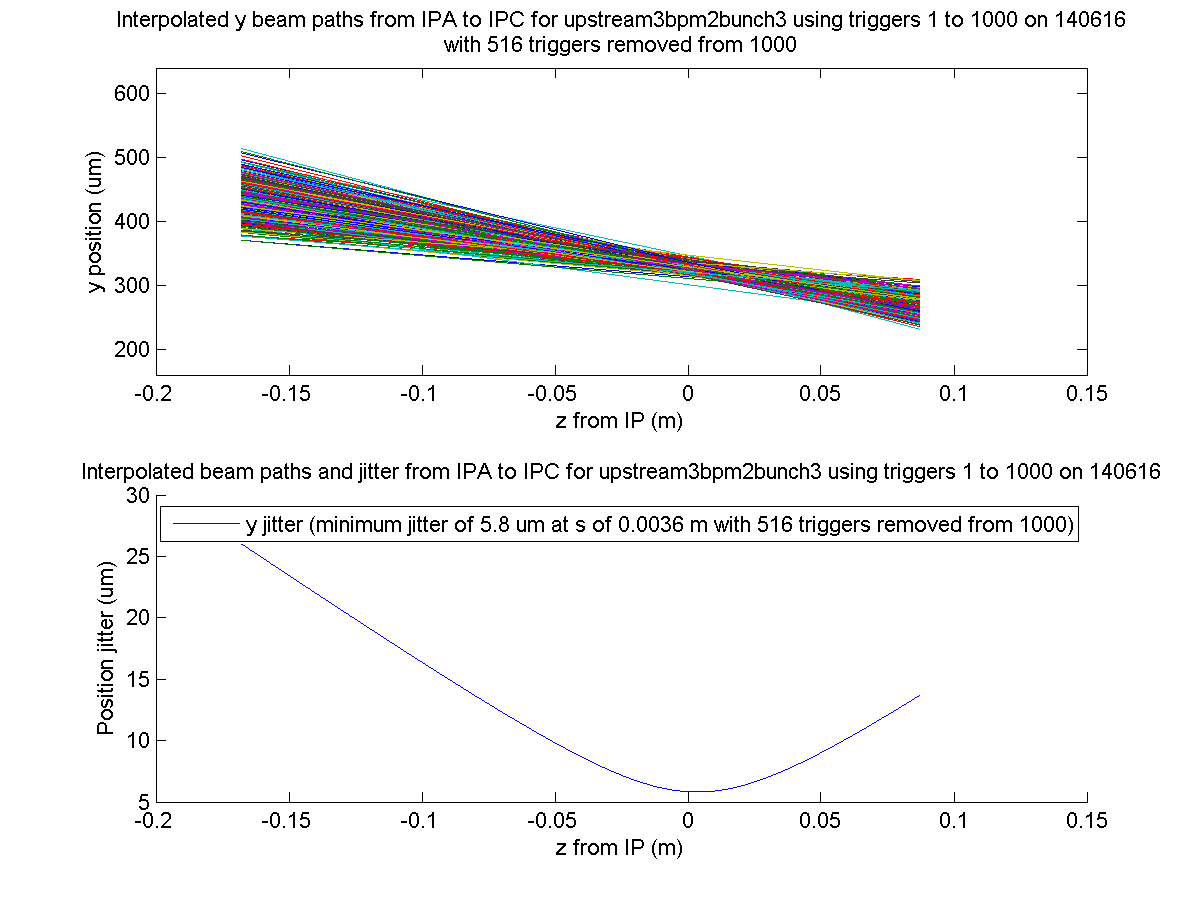 Interpolated y beam paths from IPA to IPC for upstream3bpm2bunch3 using triggers 1 to 1000 on 140616
with 516 triggers removed from 1000
600
500
400
300
200
y position (um)
-0.2 -0.15 -0.1 -0.05 0 0.05 0.1 0.15
z from IP (m)
Interpolated beam paths and jitter from IPA to IPC for upstream3bpm2bunch3 using triggers 1 to 1000 on 140616
y jitter (minimum jitter of 5.8 um at s of 0.0036 m with 516 triggers removed from 1000)
30
25
20
15
10
5
Position jitter (um)
-0.2 -0.15 -0.1 -0.05 0 0.05 0.1 0.15
z from IP (m)